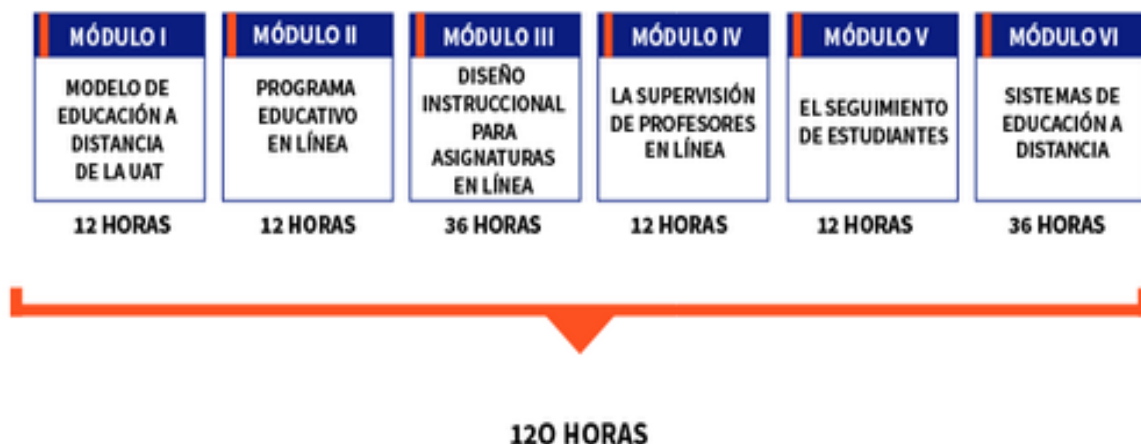 MÓDULO I
MODELO DE
EDUCACIÓN A
DISTANCIA
DE LA UAT
12 HORAS
MÓDULO II
PROGRAMA
EDUCATIVO
EN LÍNEA
12 HORAS
MÓDULO III
DISEÑO
INSTRUCCIONAL
PARA
ASIGNATURAS
EN LÍNEA
36 HORAS
MÓDULO IV
LA SUPERVISIÓN
DE PROFESORES
EN LÍNEA
12 HORAS
MÓDULO V
EL SEGUIMIENTO
DE ESTUDIANTES
12 HORAS
MÓDULO VI
SISTEMAS DE
EDUCACIÓN A
DISTANCIA
36 HORAS
120 HORAS